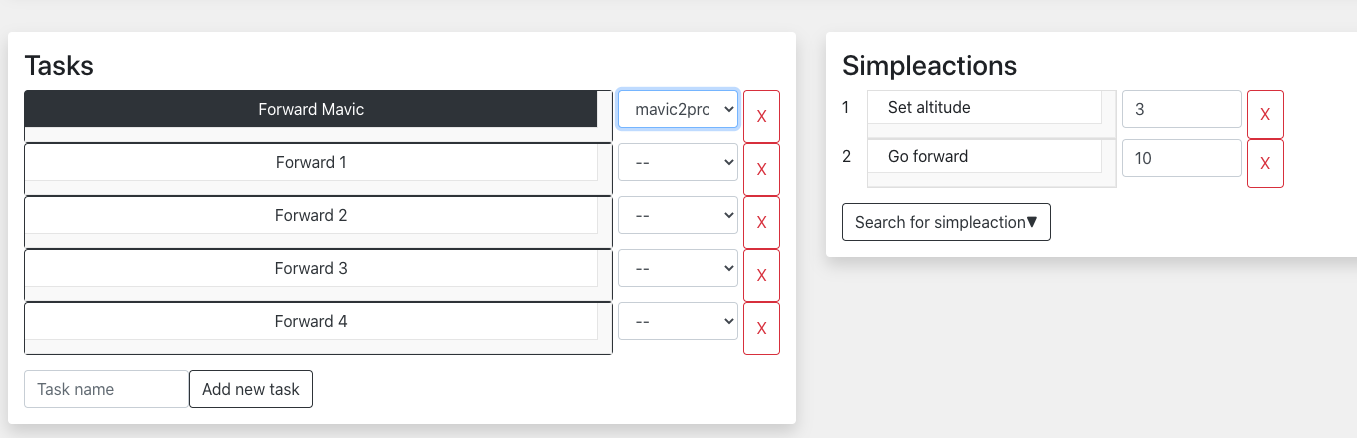 Tasks
Forward Mavic
mavic2prc
X
Forward 1
--
X
Forward 2
--
X
Forward 3
--
X
Forward 4
--
X
Task name
Add new task
Simpleactions
1
Set altitude
3
X
2
Go forward
10
X
Search for simpleaction▼